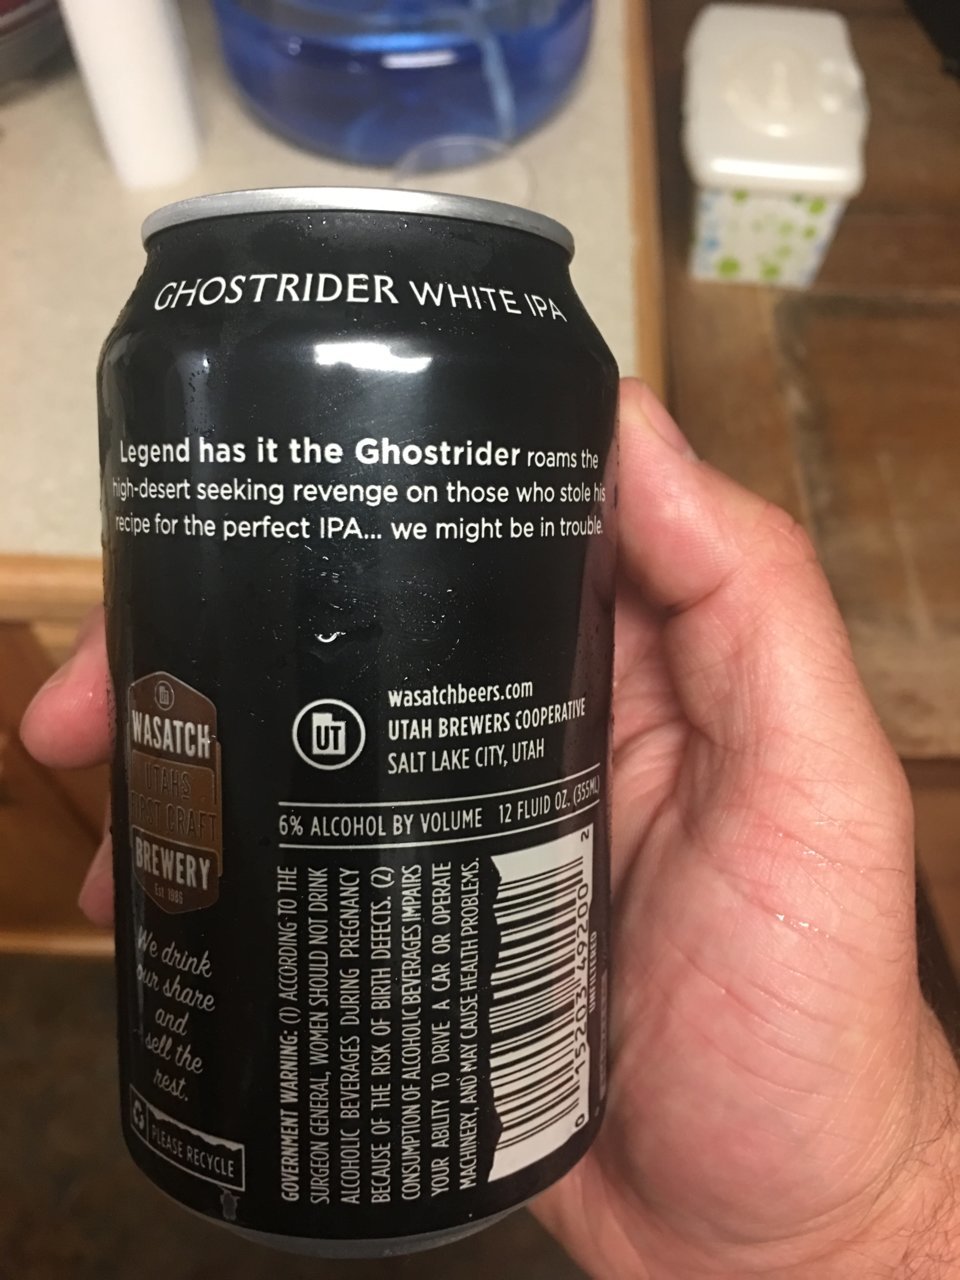 GHOSTRIDER WHITE IPA
Legend has it the Ghostrider roams the
high-desert seeking revenge on those who stole his
recipe for the perfect IPA... we might be in trouble.
wasatchbeers.com
UTAH BREWERS COOPERATIVE
SALT LAKE CITY, UTAH
UT
6% ALCOHOL BY VOLUME 12 FLUID OZ. (355ML)
WASATCH
UTAHS
FIRST CRAFT
BREWERY
Est. 1986
We drink
our share
and
sell the
rest.
PLEASE RECYCLE
GOVERNMENT WARNING: (1) ACCORDING TO THE
SURGEON GENERAL, WOMEN SHOULD NOT DRINK
ALCOHOLIC BEVERAGES DURING PREGNANCY
BECAUSE OF THE RISK OF BIRTH DEFECTS. (2)
CONSUMPTION OF ALCOHOLIC BEVERAGES IMPAIRS
YOUR ABILITY TO DRIVE A CAR OR OPERATE
MACHINERY, AND MAY CAUSE HEALTH PROBLEMS.
0 15203 49200 2
UNFILTERED